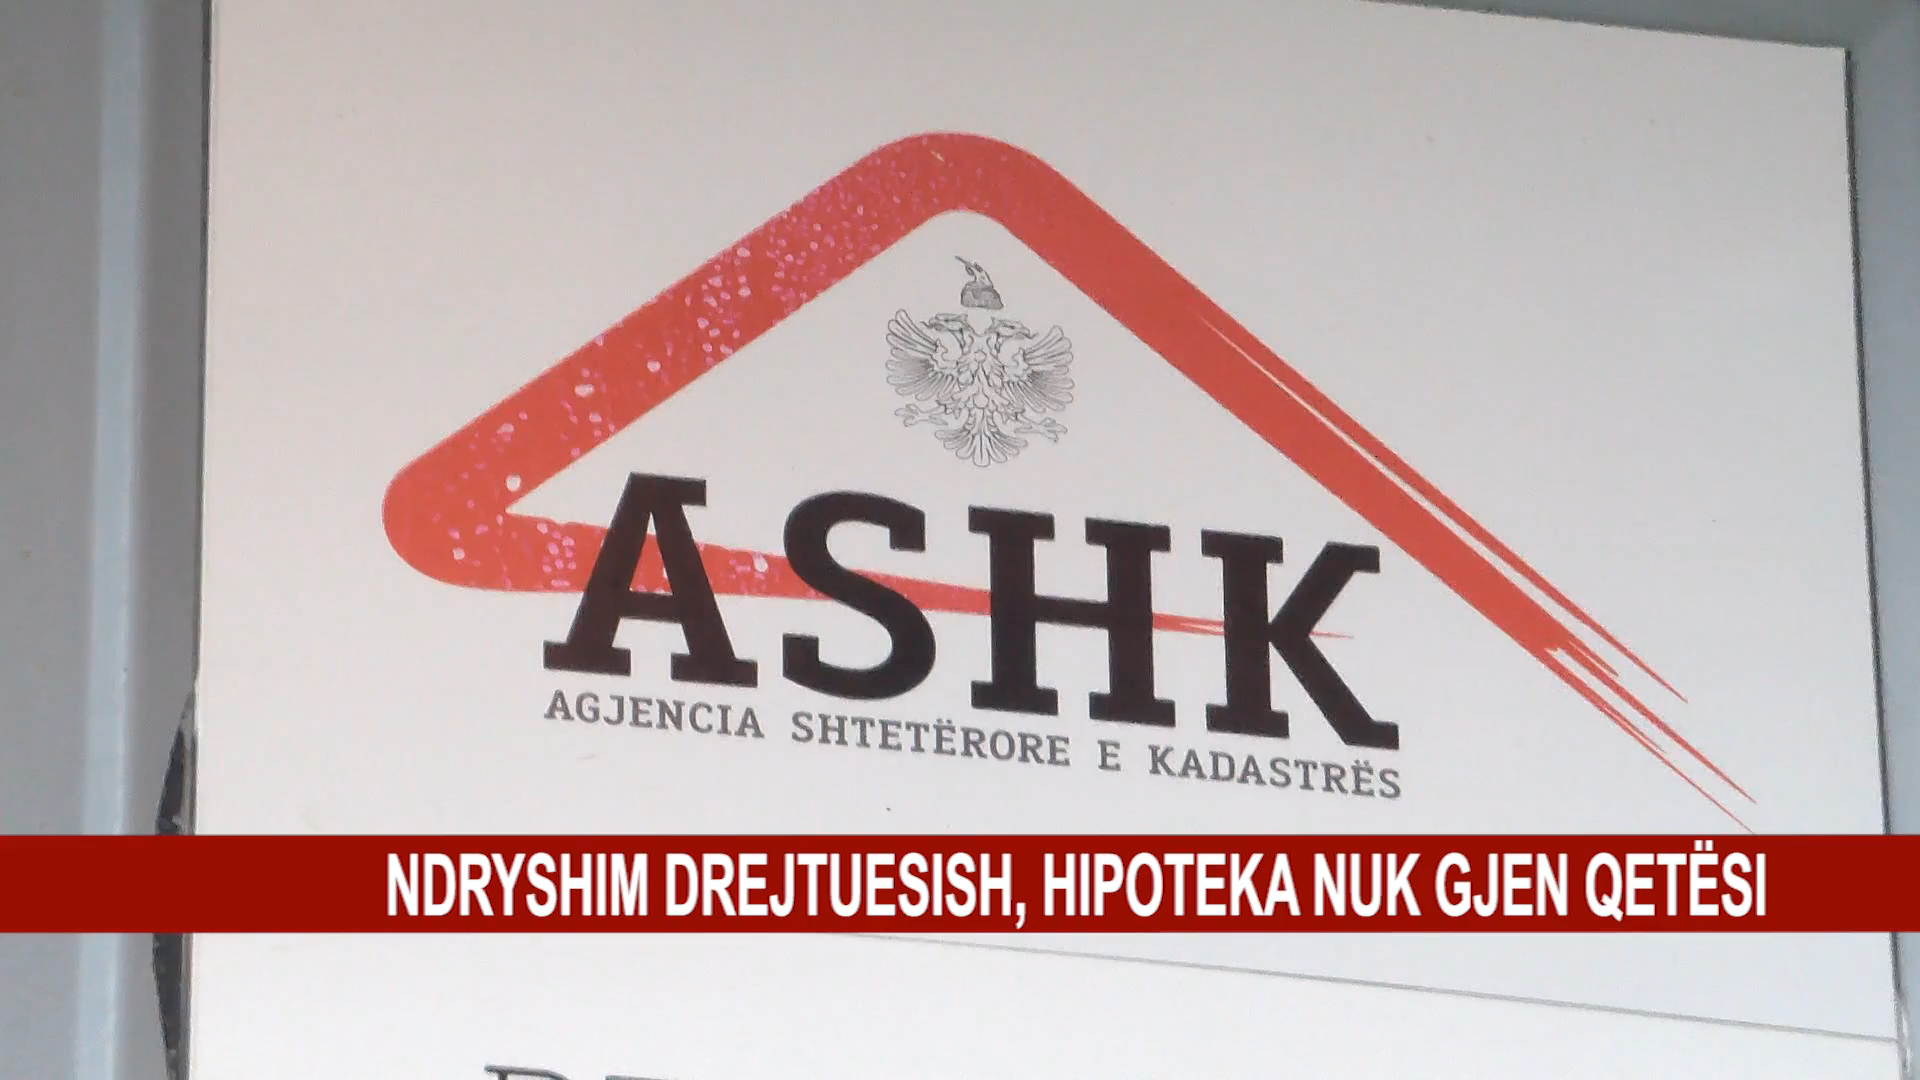 ASHK
AGJENCIA SHTETËRORE E KADASTRËS
NDRYSHIM DREJTUESISH, HIPOTEKA NUK GJEN QETËSI